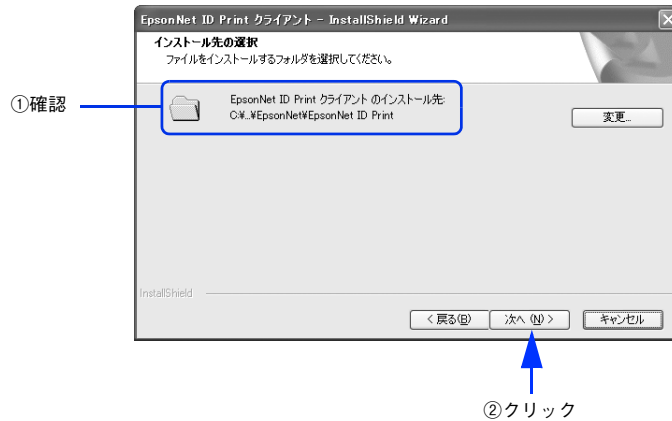 EpsonNet ID Print クライアント - InstallShield Wizard
インストール先の選択
ファイルをインストールするフォルダを選択してください。
①確認
EpsonNet ID Print クライアント のインストール先:
C:¥...¥EpsonNet¥EpsonNet ID Print
変更...
InstallShield
< 戻る(B)
次へ (N) >
キャンセル
②クリック